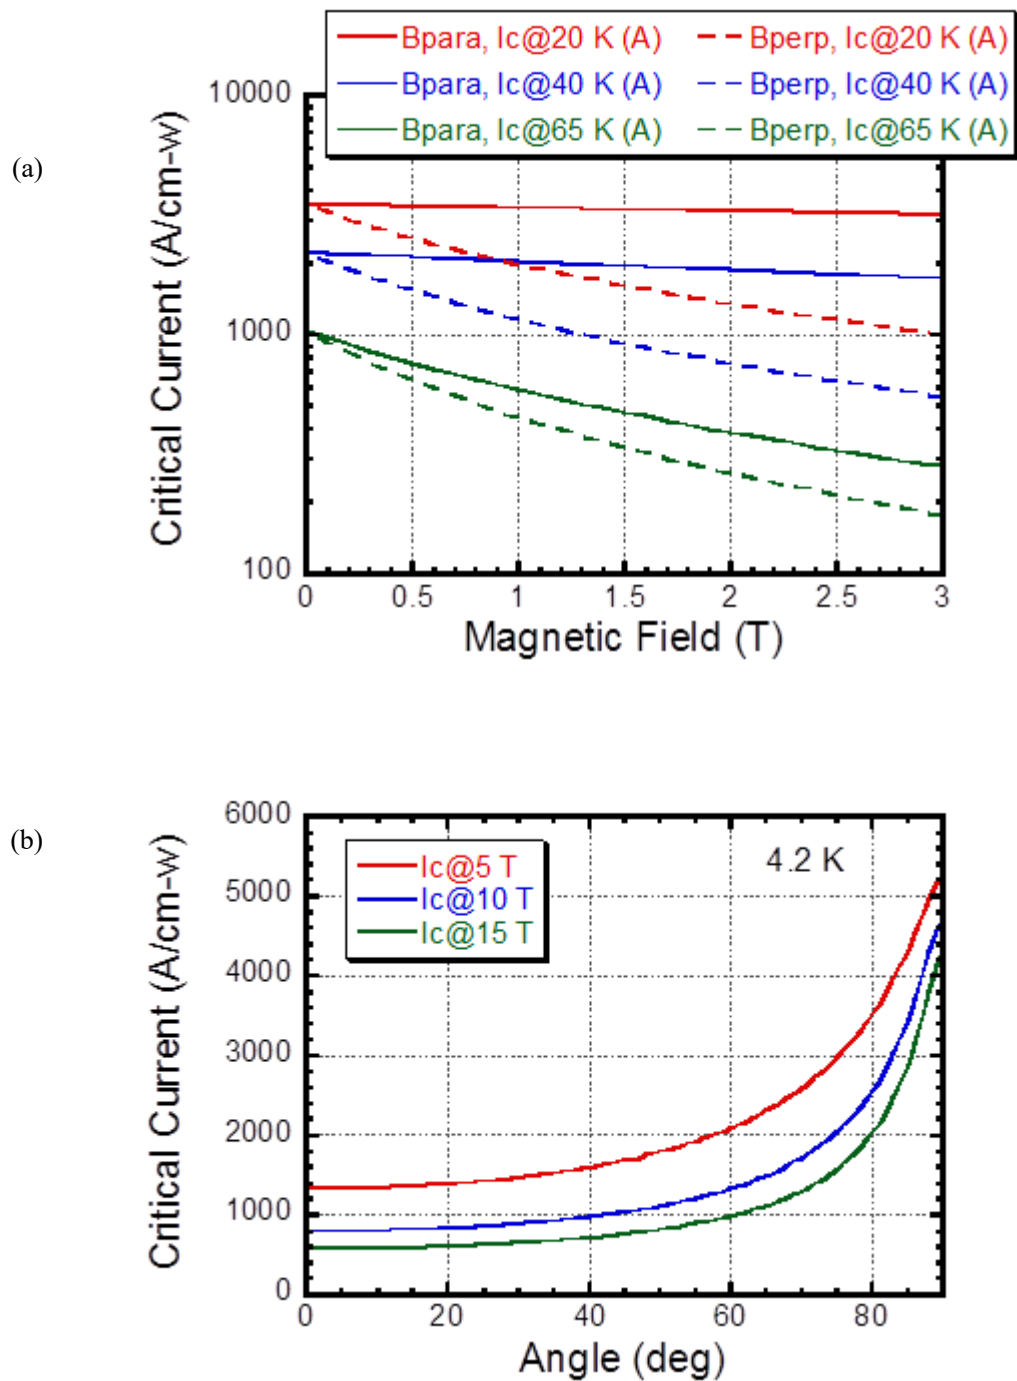 Bpara, Ic@20 K (A) Bperp, Ic@20 K (A)
Bpara, Ic@40 K (A) Bperp, Ic@40 K (A)
Bpara, Ic@65 K (A) Bperp, Ic@65 K (A)
(a)
Critical Current (A/cm-w)
10000
1000
100
0 0.5 1 1.5 2 2.5 3
Magnetic Field (T)
(b)
Critical Current (A/cm-w)
6000
5000
4000
3000
2000
1000
0
Ic@5 T
Ic@10 T
Ic@15 T
4.2 K
0 20 40 60 80
Angle (deg)